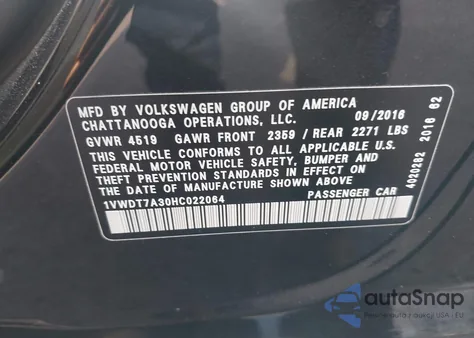 MFD BY VOLKSWAGEN GROUP OF AMERICA
CHATTANOOGA OPERATIONS, LLC. 09/2016
GVWR 4519 GAWR FRONT 2359 / REAR 2271 LBS
THIS VEHICLE CONFORMS TO ALL APPLICABLE U.S.
FEDERAL MOTOR VEHICLE SAFETY, BUMPER AND
THEFT PREVENTION STANDARDS IN EFFECT ON
THE DATE OF MANUFACTURE SHOWN ABOVE.
1VWDT7A30HC022064 PASSENGER CAR
4020282 2016 62
autoSnap